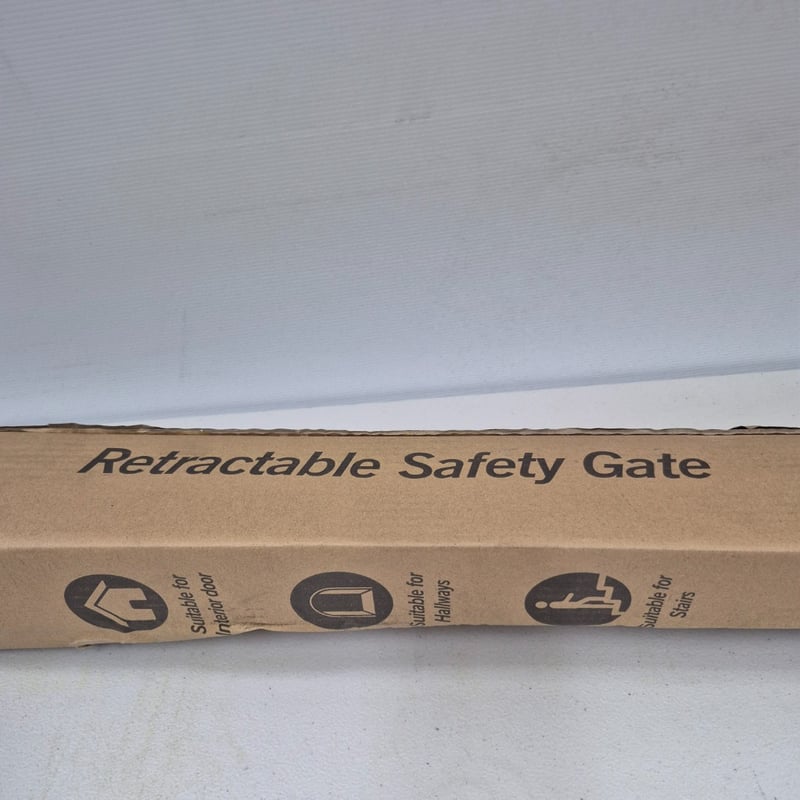 Retractable Safety Gate
Suitable for
Interior door
Suitable for
Hallways
Suitable for
Stairs